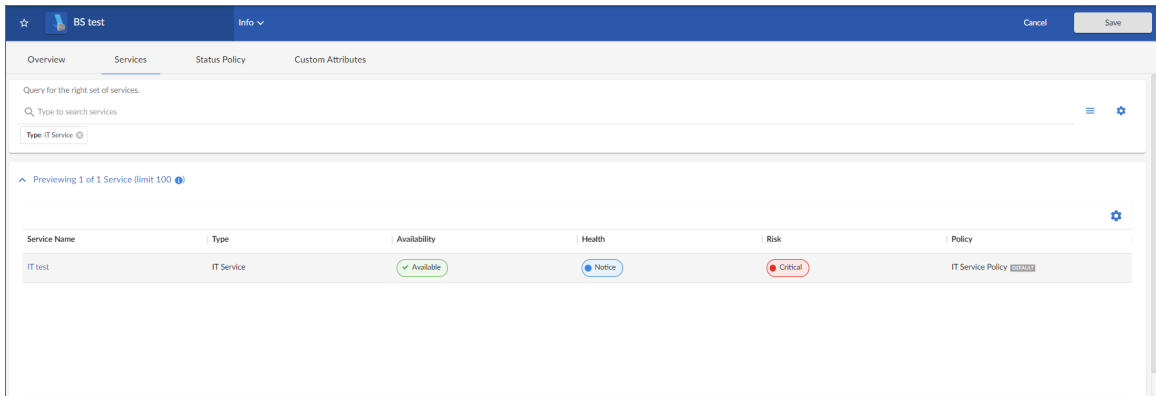 BS test Info Cancel Save
Overview Services Status Policy Custom Attributes
Query for the right set of services.
Type to search services
Type: IT Service
Previewing 1 of 1 Service (limit 100 )
Service Name Type Availability Health Risk Policy
IT test IT Service Available Notice Critical IT Service Policy DEFAULT